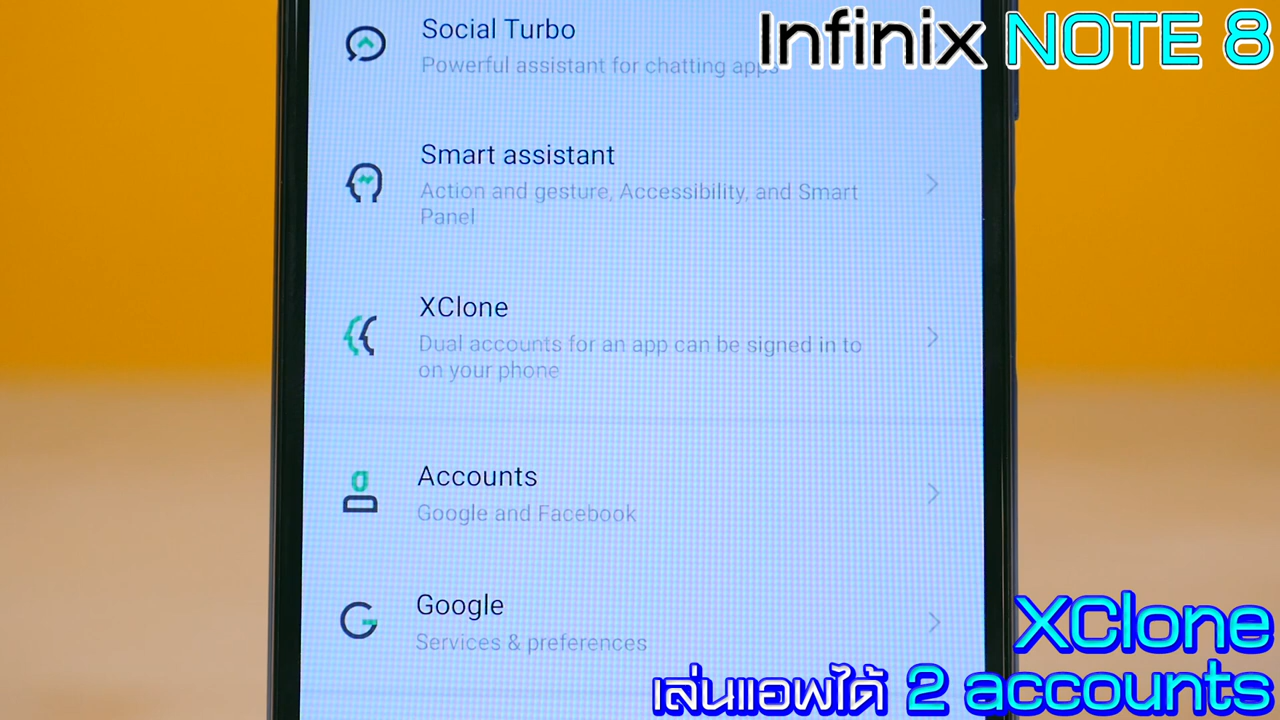 Infinix NOTE 8
Social Turbo
Powerful assistant for chatting apps
Smart assistant
Action and gesture, Accessibility, and Smart
Panel
XClone
Dual accounts for an app can be signed in to
on your phone
Accounts
Google and Facebook
Google
Services & preferences
XClone
เล่นแอพได้ 2 accounts